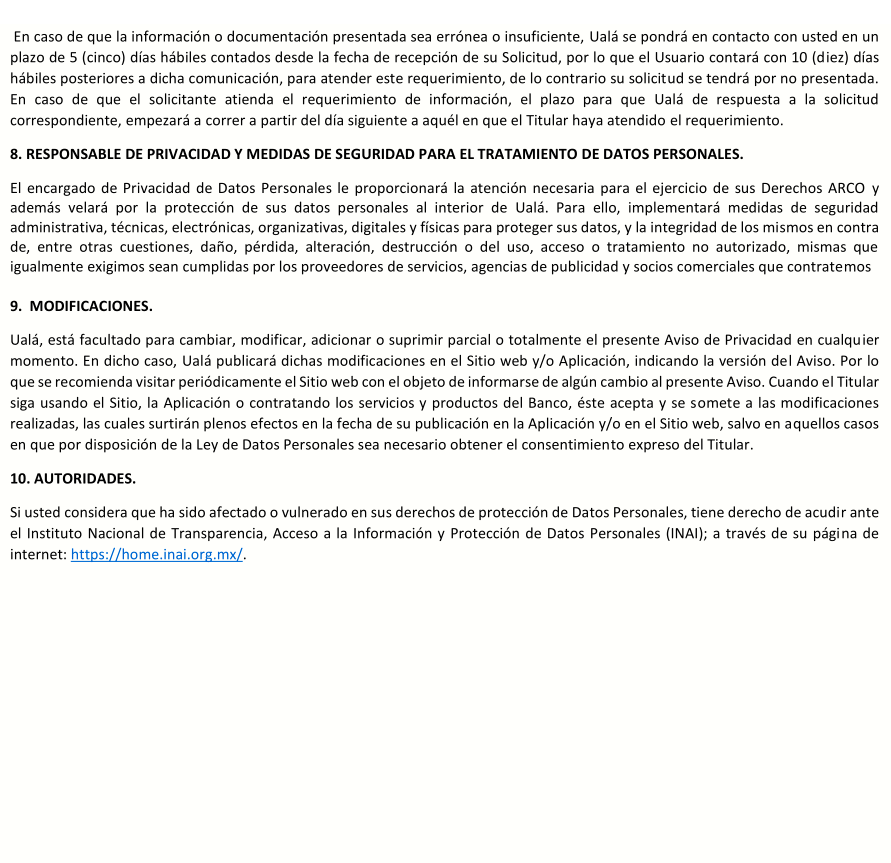 En caso de que la información o documentación presentada sea errónea o insuficiente, Ualá se pondrá en contacto con usted en un
plazo de 5 (cinco) días hábiles contados desde la fecha de recepción de su Solicitud, por lo que el Usuario contará con 10 (diez) días
hábiles posteriores a dicha comunicación, para atender este requerimiento, de lo contrario su solicitud se tendrá por no presentada.
En caso de que el solicitante atienda el requerimiento de información, el plazo para que Ualá de respuesta a la solicitud
correspondiente, empezará a correr a partir del día siguiente a aquél en que el Titular haya atendido el requerimiento.
8. RESPONSABLE DE PRIVACIDAD Y MEDIDAS DE SEGURIDAD PARA EL TRATAMIENTO DE DATOS PERSONALES.
El encargado de Privacidad de Datos Personales le proporcionará la atención necesaria para el ejercicio de sus Derechos ARCO y
además velará por la protección de sus datos personales al interior de Ualá. Para ello, implementará medidas de seguridad
administrativa, técnicas, electrónicas, organizativas, digitales y físicas para proteger sus datos, y la integridad de los mismos en contra
de, entre otras cuestiones, daño, pérdida, alteración, destrucción o del uso, acceso o tratamiento no autorizado, mismas que
igualmente exigimos sean cumplidas por los proveedores de servicios, agencias de publicidad y socios comerciales que contratemos
9. MODIFICACIONES.
Ualá, está facultado para cambiar, modificar, adicionar o suprimir parcial o totalmente el presente Aviso de Privacidad en cualquier
momento. En dicho caso, Ualá publicará dichas modificaciones en el Sitio web y/o Aplicación, indicando la versión del Aviso. Por lo
que se recomienda visitar periódicamente el Sitio web con el objeto de informarse de algún cambio al presente Aviso. Cuando el Titular
siga usando el Sitio, la Aplicación o contratando los servicios y productos del Banco, éste acepta y se somete a las modificaciones
realizadas, las cuales surtirán plenos efectos en la fecha de su publicación en la Aplicación y/o en el Sitio web, salvo en aquellos casos
en que por disposición de la Ley de Datos Personales sea necesario obtener el consentimiento expreso del Titular.
10. AUTORIDADES.
Si usted considera que ha sido afectado o vulnerado en sus derechos de protección de Datos Personales, tiene derecho de acudir ante
el Instituto Nacional de Transparencia, Acceso a la Información y Protección de Datos Personales (INAI); a través de su página de
internet: https://home.inai.org.mx/.